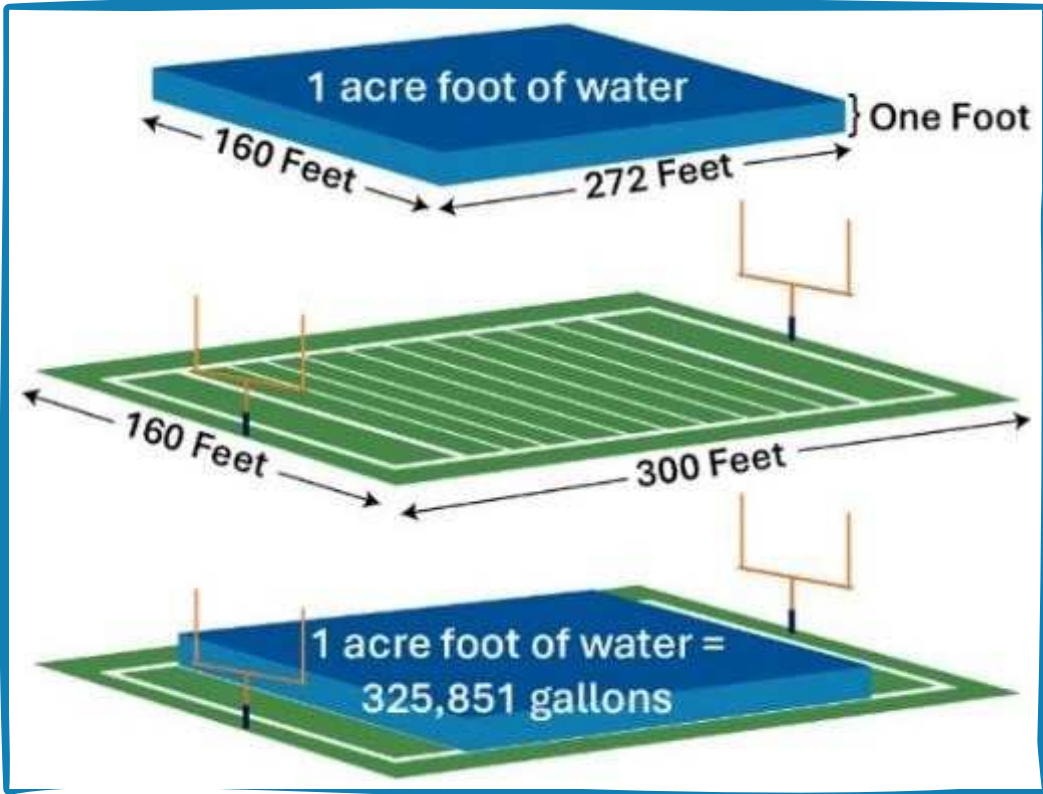 1 acre foot of water
One Foot
160 Feet
272 Feet
160 Feet
300 Feet
1 acre foot of water =
325,851 gallons